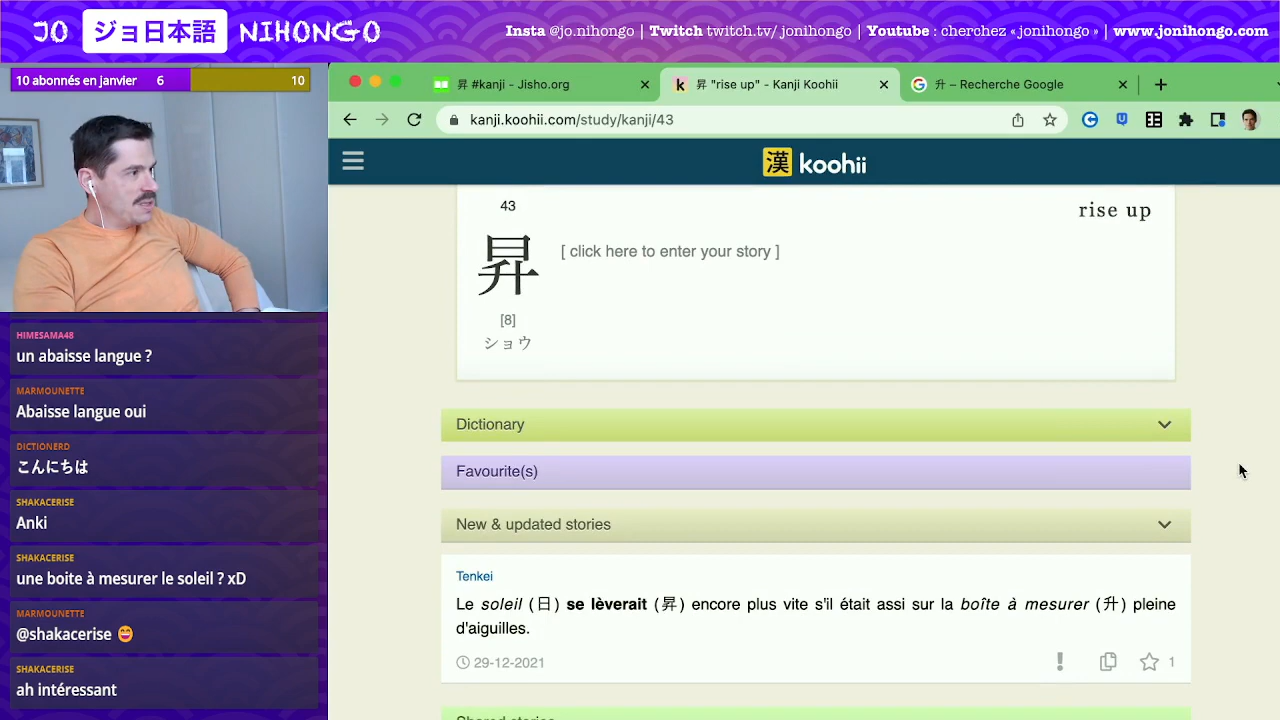 JO ジョ日本語 NIHONGO
Insta @jo.nihongo | Twitch twitch.tv/jonihongo | Youtube : cherchez « jonihongo » | www.jonihongo.com
10 abonnés en janvier 6 10
昇 #kanji - Jisho.org
昇 "rise up" - Kanji Koohii
升 – Recherche Google
kanji.koohii.com/study/kanji/43
漢 koohii
43
rise up
昇
[ click here to enter your story ]
[8]
ショウ
Dictionary
Favourite(s)
New & updated stories
Tenkei
Le soleil (日) se lèverait (昇) encore plus vite s'il était assi sur la boîte à mesurer (升) pleine
d'aiguilles.
29-12-2021
1
Shared stories
HIMESAMA48
un abaisse langue ?
MARMOUNETTE
Abaisse langue oui
DICTIONERD
こんにちは
SHAKACERISE
Anki
SHAKACERISE
une boite à mesurer le soleil ? xD
MARMOUNETTE
@shakacerise 😄
SHAKACERISE
ah intéressant